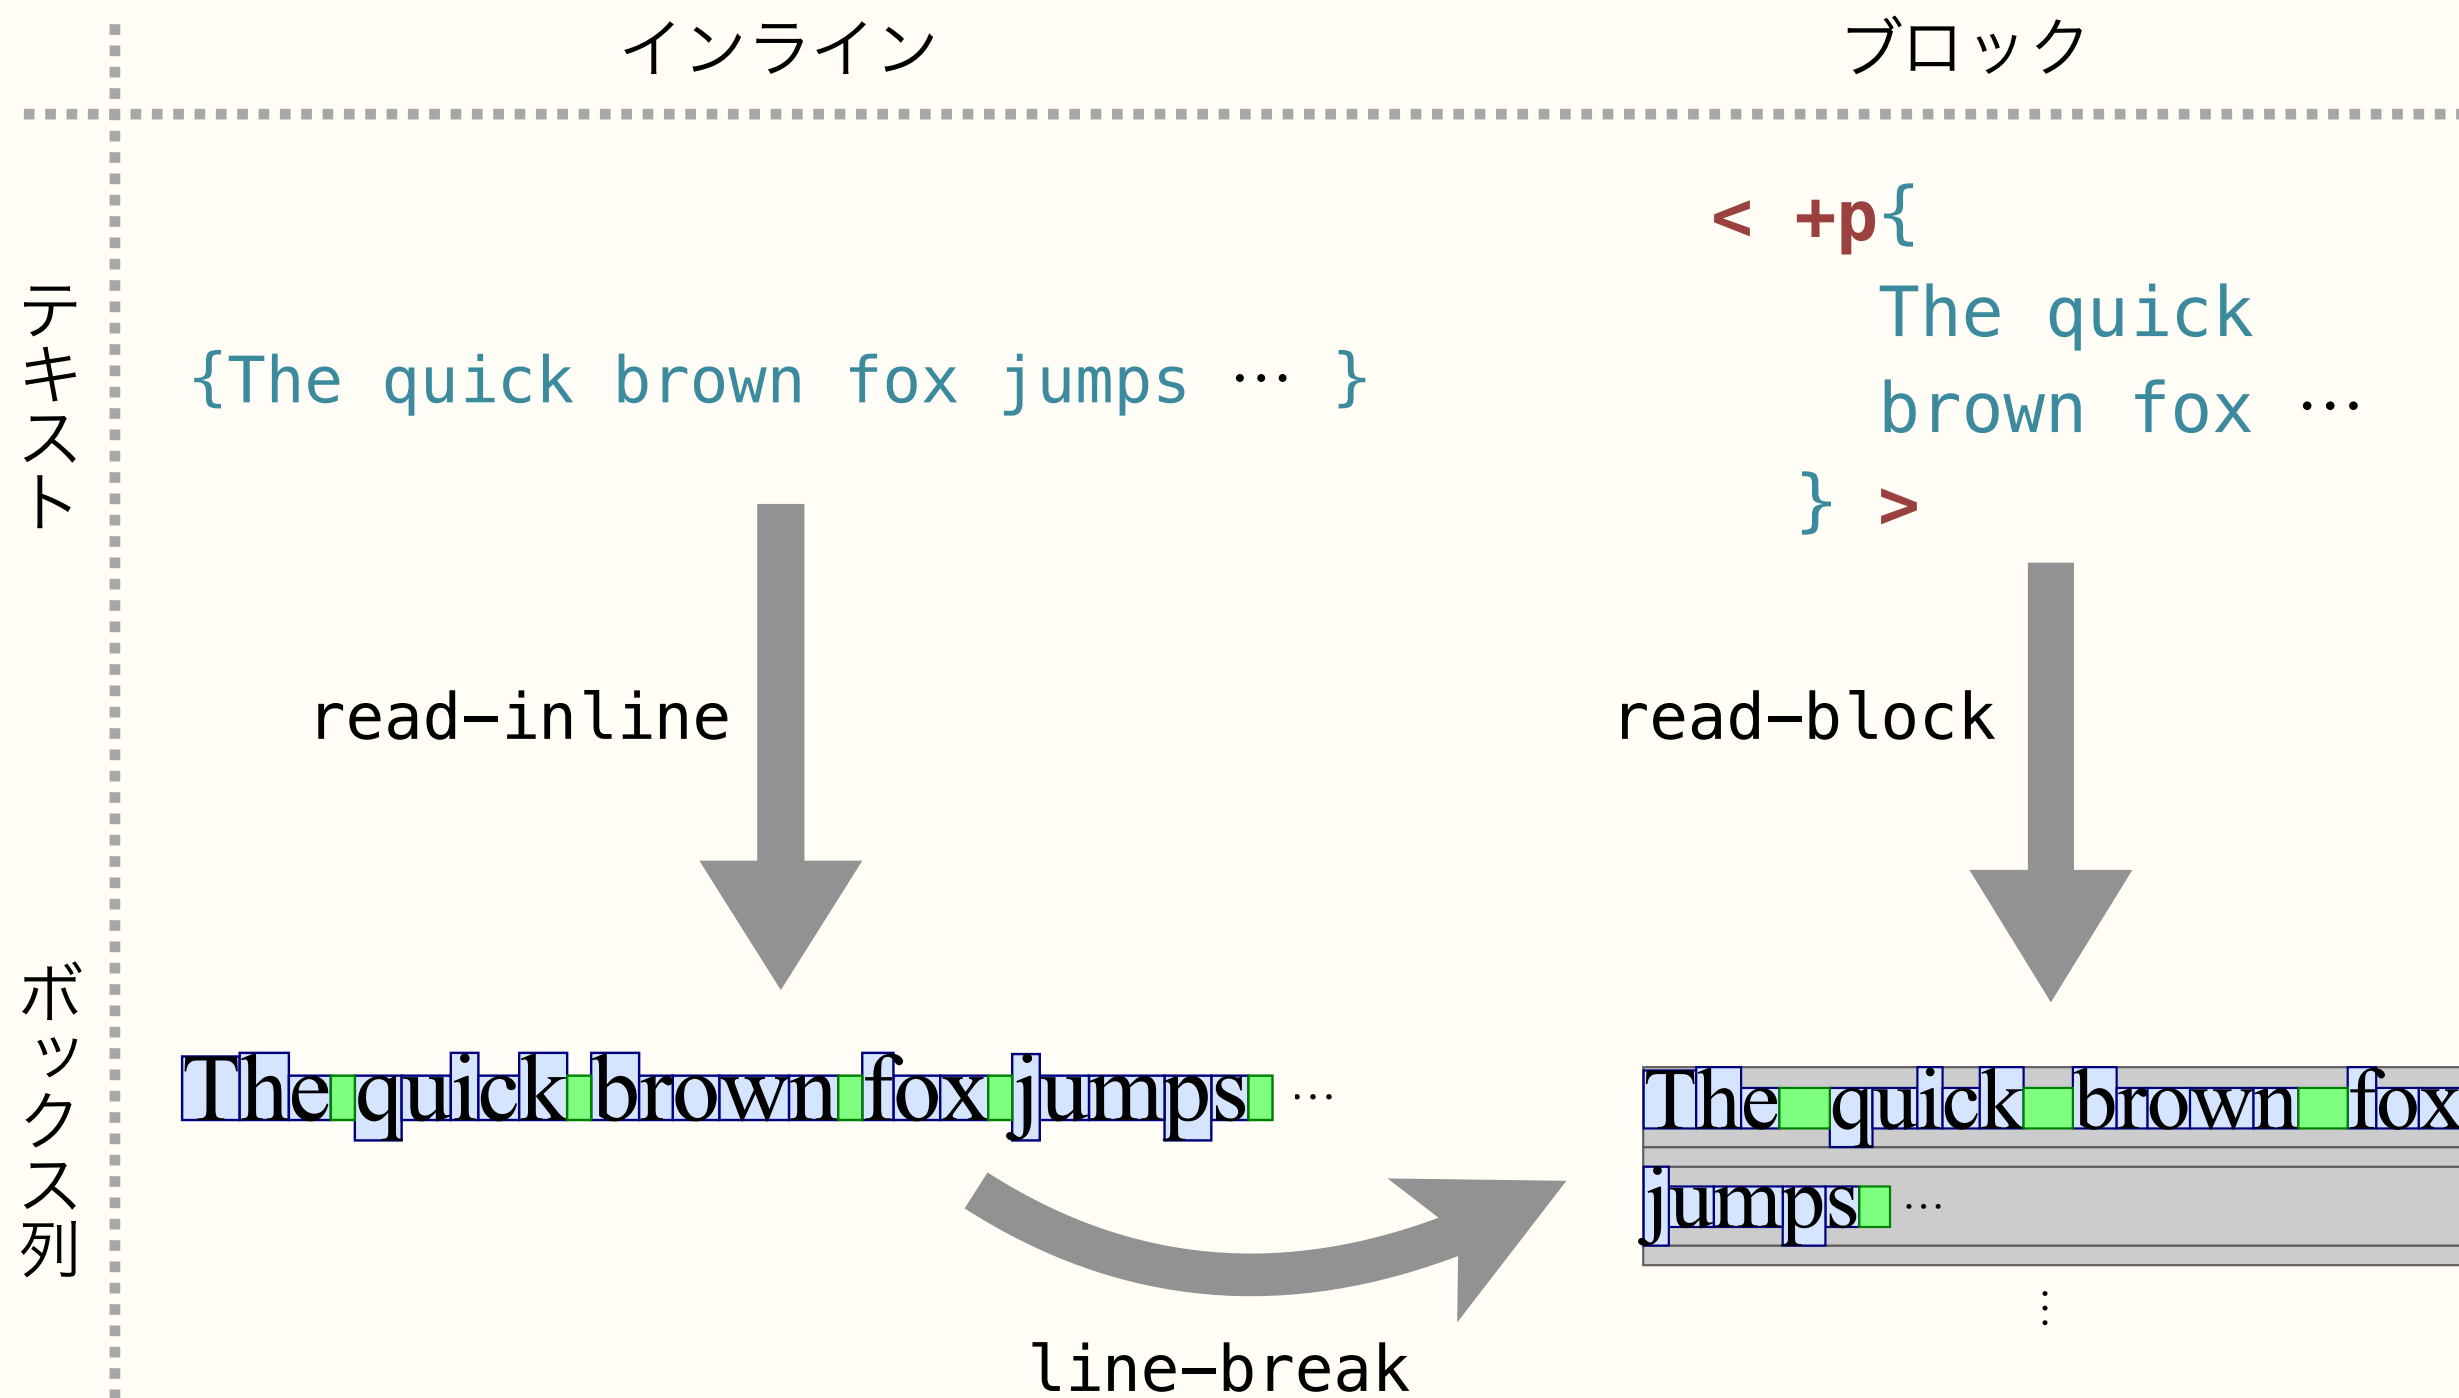 インライン
ブロック
テキスト
{The quick brown fox jumps ⋯ }
< +p{
The quick
brown fox ⋯
} >
read-inline
read-block
ボックス列
The quick brown fox jumps ⋯
The quick brown fox
jumps ⋯
⋮
line-break